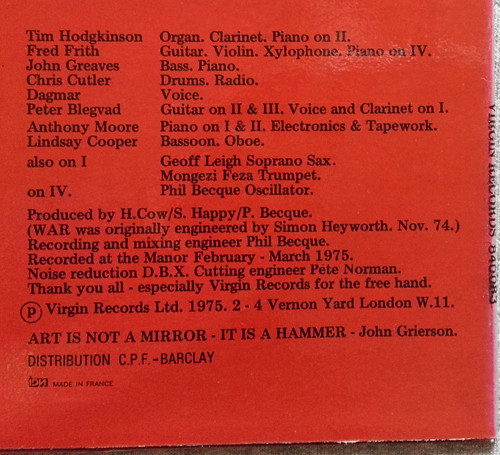 Tim Hodgkinson Organ. Clarinet. Piano on II.
Fred Frith Guitar. Violin. Xylophone. Piano on IV.
John Greaves Bass. Piano.
Chris Cutler Drums. Radio.
Dagmar Voice.
Peter Blegvad Guitar on II & III. Voice and Clarinet on I.
Anthony Moore Piano on I & II. Electronics & Tapework.
Lindsay Cooper Bassoon. Oboe.
also on I Geoff Leigh Soprano Sax.
Mongezi Feza Trumpet.
on IV. Phil Becque Oscillator.
Produced by H.Cow/S. Happy/P. Becque.
(WAR was originally engineered by Simon Heyworth. Nov. 74.)
Recording and mixing engineer Phil Becque.
Recorded at the Manor February - March 1975.
Noise reduction D.B.X. Cutting engineer Pete Norman.
Thank you all - especially Virgin Records for the free hand.
℗ Virgin Records Ltd. 1975. 2 - 4 Vernon Yard London W.11.
ART IS NOT A MIRROR - IT IS A HAMMER - John Grierson.
DISTRIBUTION C.P.F.-BARCLAY
MADE IN FRANCE